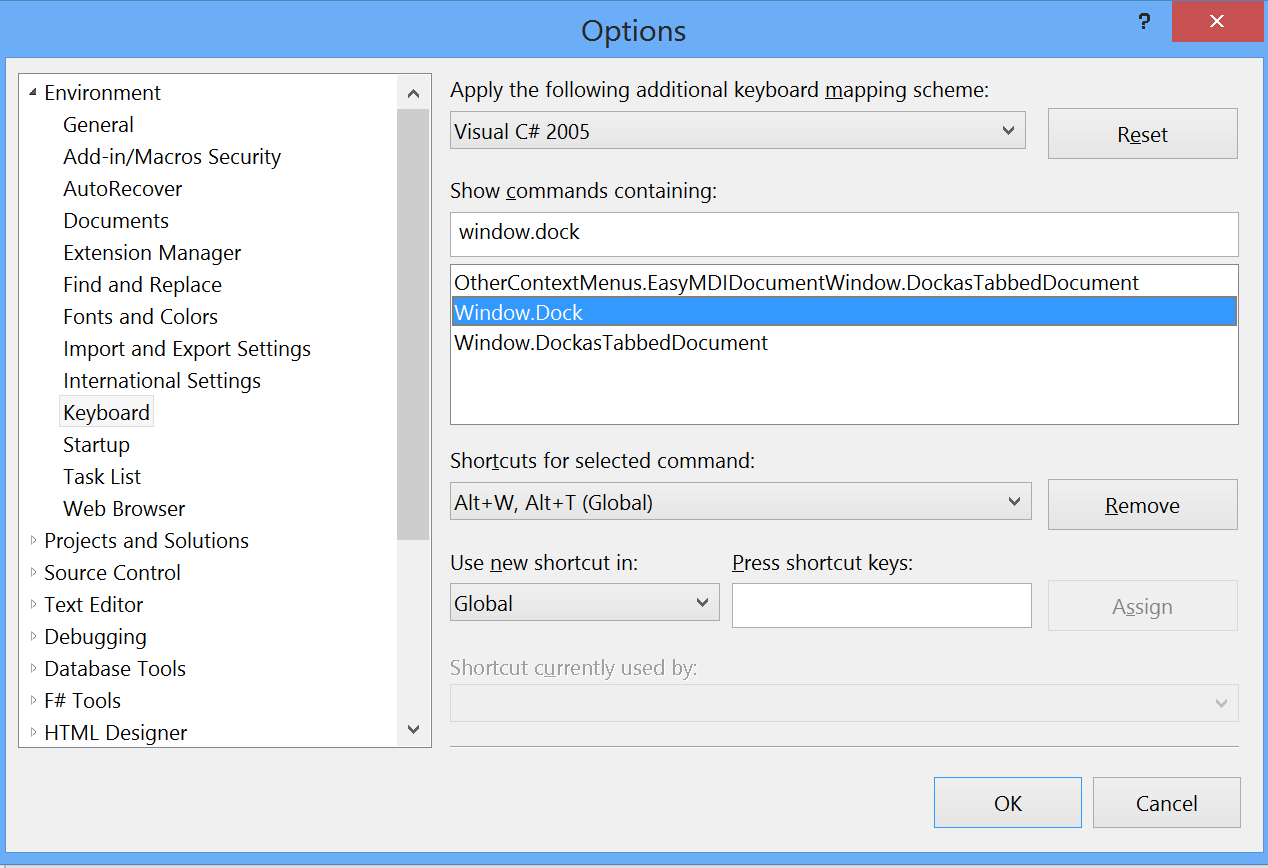 Options
?
Environment
General
Add-in/Macros Security
AutoRecover
Documents
Extension Manager
Find and Replace
Fonts and Colors
Import and Export Settings
International Settings
Keyboard
Startup
Task List
Web Browser
Projects and Solutions
Source Control
Text Editor
Debugging
Database Tools
F# Tools
HTML Designer
Apply the following additional keyboard mapping scheme:
Visual C# 2005
Reset
Show commands containing:
window.dock
OtherContextMenus.EasyMDIDocumentWindow.DockasTabbedDocument
Window.Dock
Window.DockasTabbedDocument
Shortcuts for selected command:
Alt+W, Alt+T (Global)
Remove
Use new shortcut in:
Press shortcut keys:
Global
Assign
Shortcut currently used by:
OK
Cancel